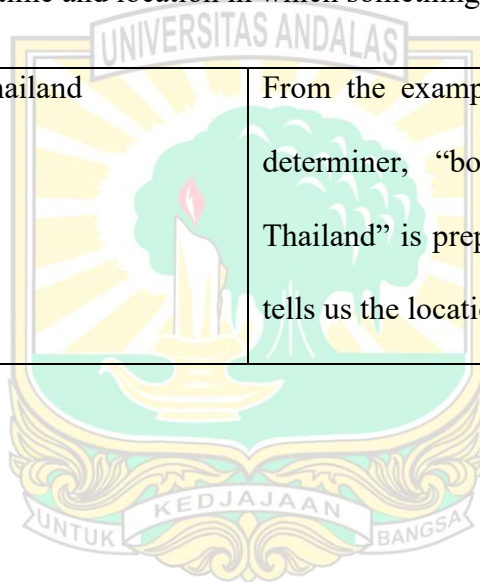 time and location in which something
UNIVERSITAS ANDALAS
hailand
From the examp
determiner, “bo
Thailand” is prep
tells us the locatio
UNTUK KEDJAJAAN BANGSA